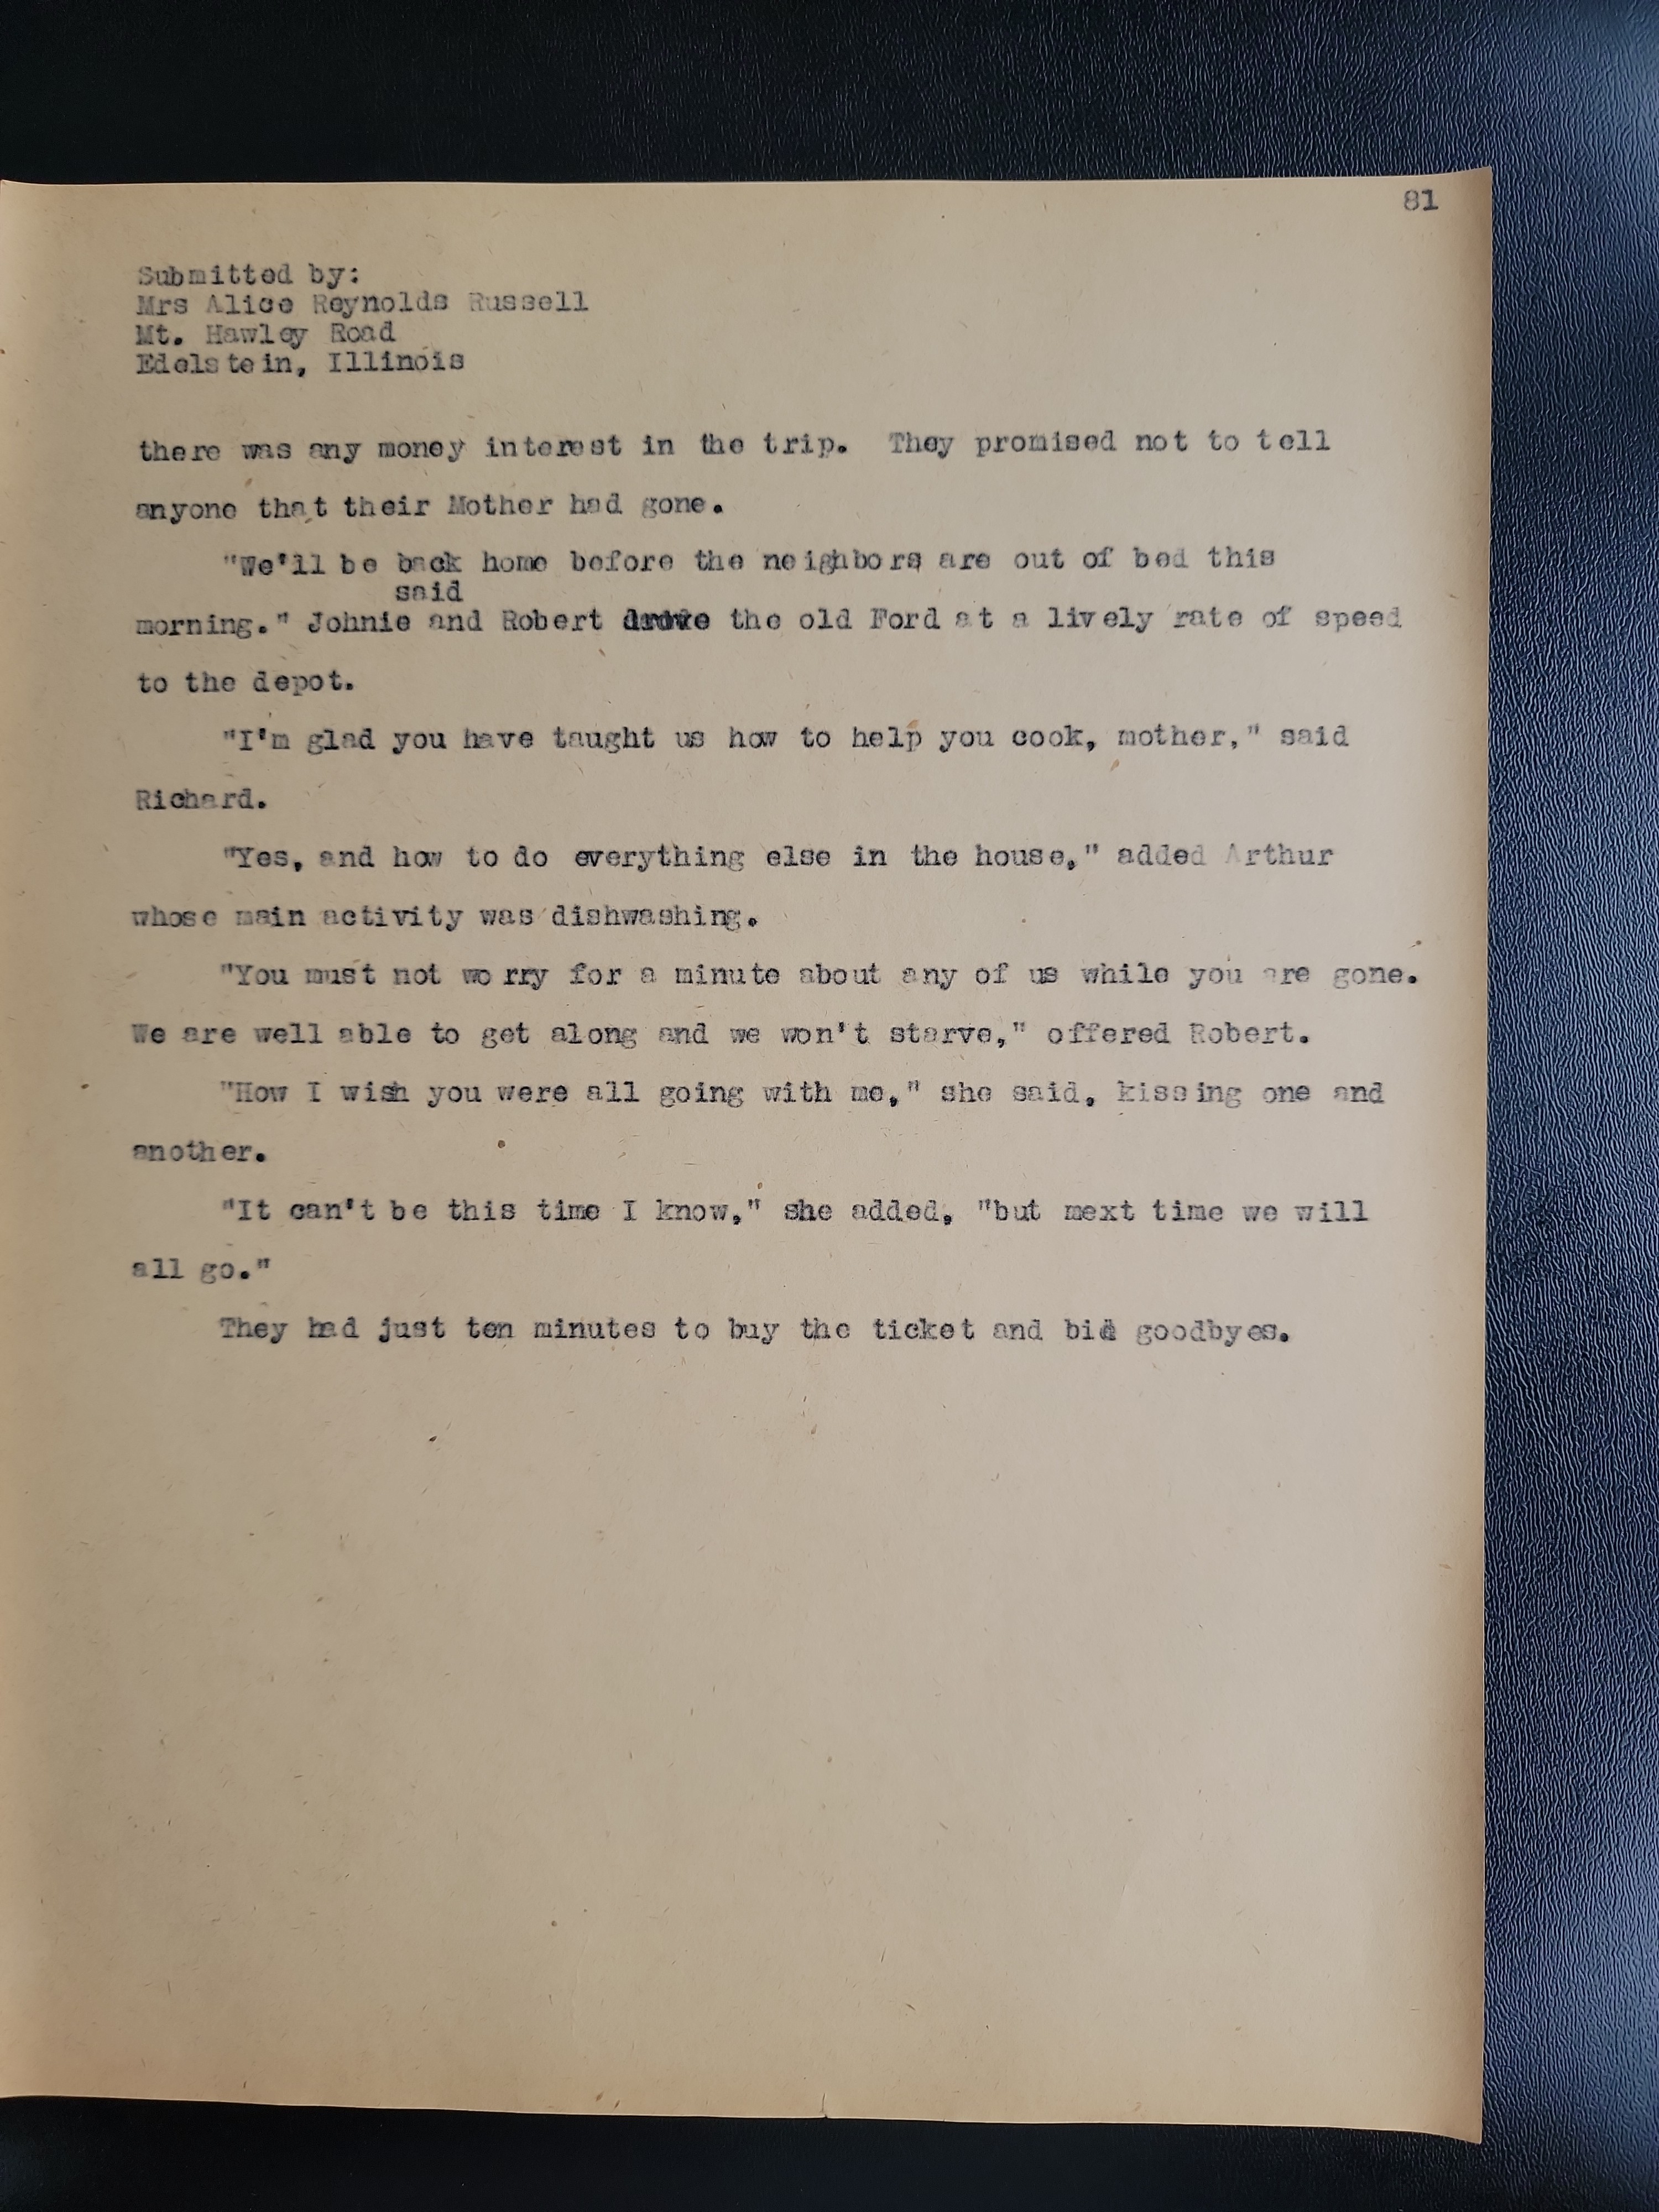 81
Submitted by:
Mrs Alice Reynolds Russell
Mt. Hawley Road
Edelstein, Illinois
there was any money interest in the trip.  They promised not to tell
anyone that their Mother had gone.
"We'll be back home before the neighbors are out of bed this
said
morning." Johnie and Robert drove the old Ford at a lively rate of speed
to the depot.
"I'm glad you have taught us how to help you cook, mother," said
Richard.
"Yes, and how to do everything else in the house," added Arthur
whose main activity was dishwashing.
"You must not worry for a minute about any of us while you are gone.
We are well able to get along and we won't starve," offered Robert.
"How I wish you were all going with me," she said, kissing one and
another.
"It can't be this time I know," she added, "but mext time we will
all go."
They had just ten minutes to buy the ticket and bid goodbyes.